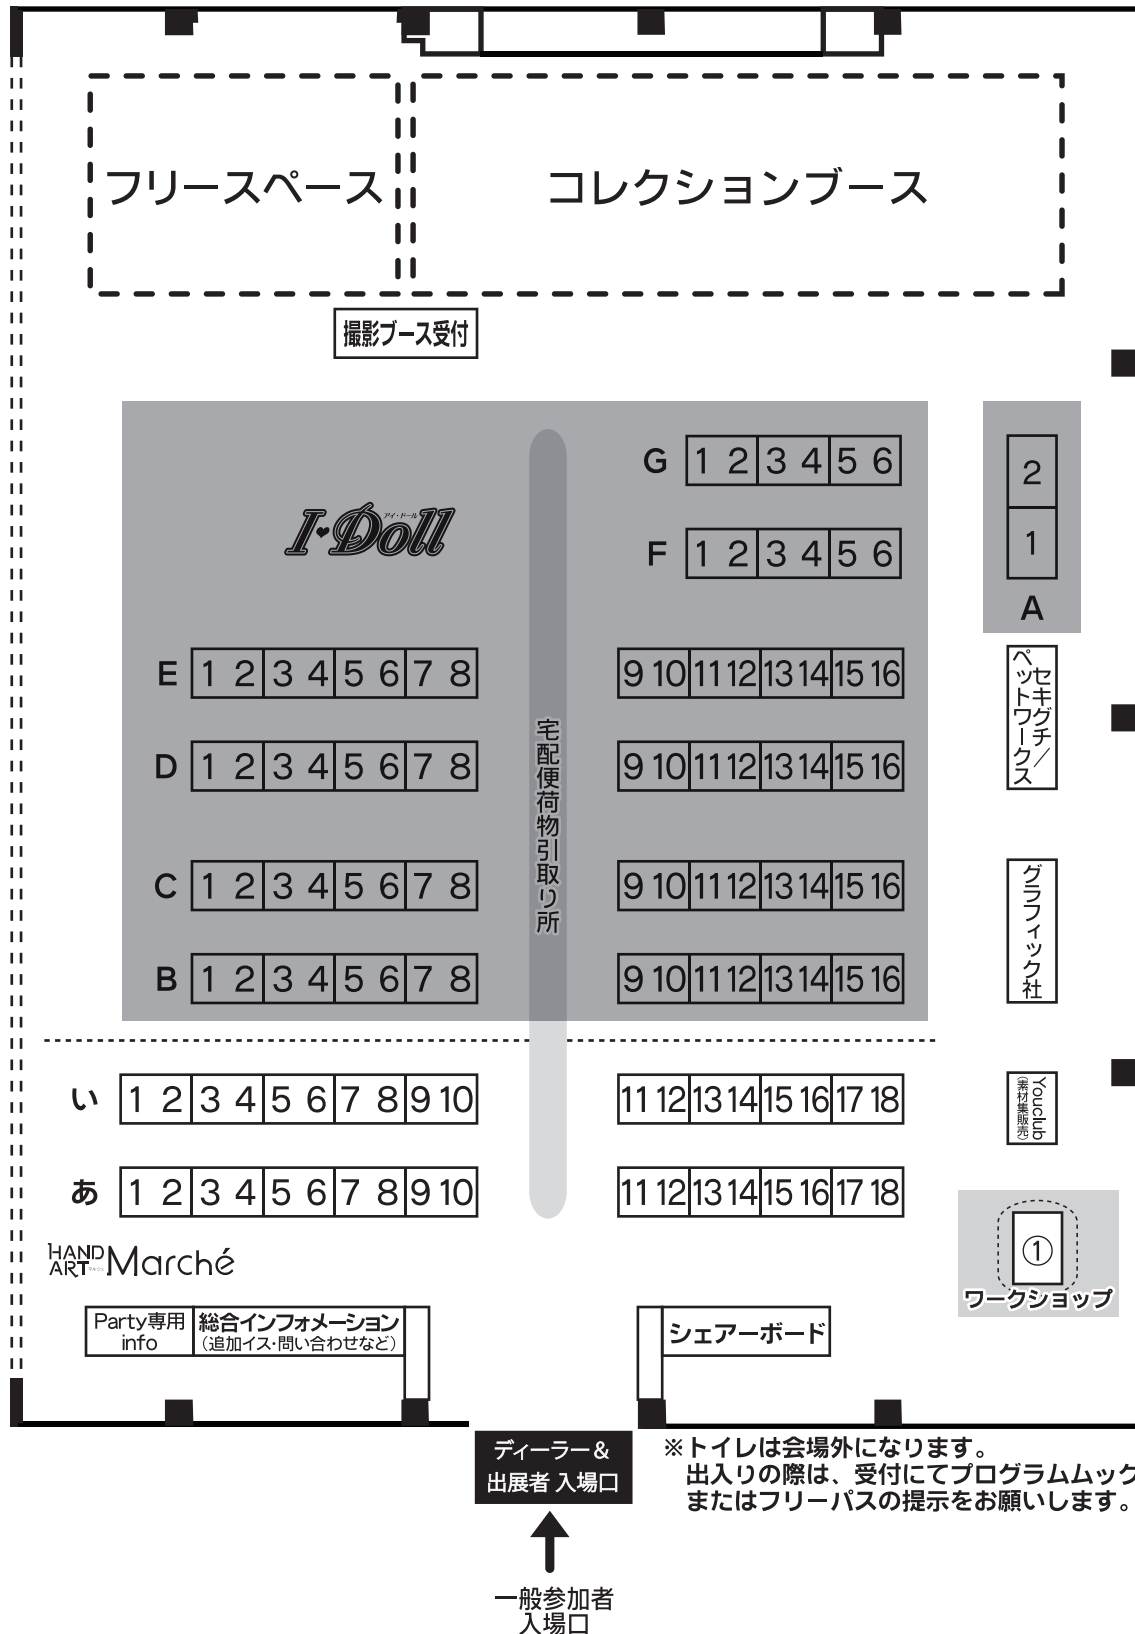 フリースペース
コレクションブース
撮影ブース受付
I・Doll
アイ・ドール
G 1 2 3 4 5 6
F 1 2 3 4 5 6
2
1
A
E 1 2 3 4 5 6 7 8
9 10 11 12 13 14 15 16
D 1 2 3 4 5 6 7 8
9 10 11 12 13 14 15 16
C 1 2 3 4 5 6 7 8
9 10 11 12 13 14 15 16
B 1 2 3 4 5 6 7 8
9 10 11 12 13 14 15 16
宅配便荷物引取り所
セキグチ/
ペットワークス
グラフィック社
Youclub
(素材集販売)
い 1 2 3 4 5 6 7 8 9 10
11 12 13 14 15 16 17 18
あ 1 2 3 4 5 6 7 8 9 10
11 12 13 14 15 16 17 18
①
ワークショップ
HAND
ART マルシェ Marché
Party専用
info
総合インフォメーション
(追加イス・問い合わせなど)
シェアーボード
ディーラー&
出展者 入場口
※トイレは会場外になります。
出入りの際は、受付にてプログラムムック
またはフリーパスの提示をお願いします。
一般参加者
入場口